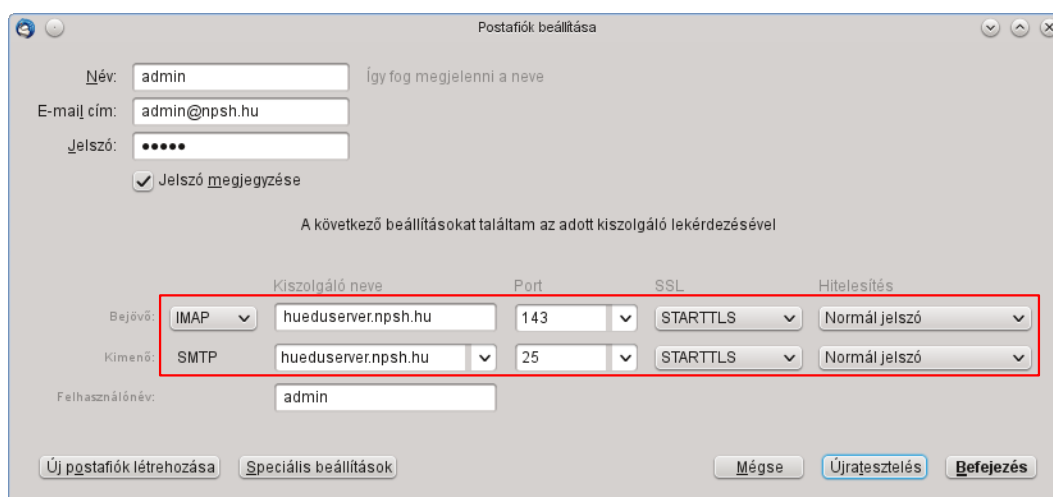 Postafiók beállítása
Név: admin Így fog megjelenni a neve
E-mail cím: admin@npsh.hu
Jelszó: •••••
Jelszó megjegyzése
A következő beállításokat találtam az adott kiszolgáló lekérdezésével
Kiszolgáló neve Port SSL Hitelesítés
Bejövő: IMAP hueduserver.npsh.hu 143 STARTTLS Normál jelszó
Kimenő: SMTP hueduserver.npsh.hu 25 STARTTLS Normál jelszó
Felhasználónév: admin
Új postafiók létrehozása Speciális beállítások Mégse Újratesztelés Befejezés